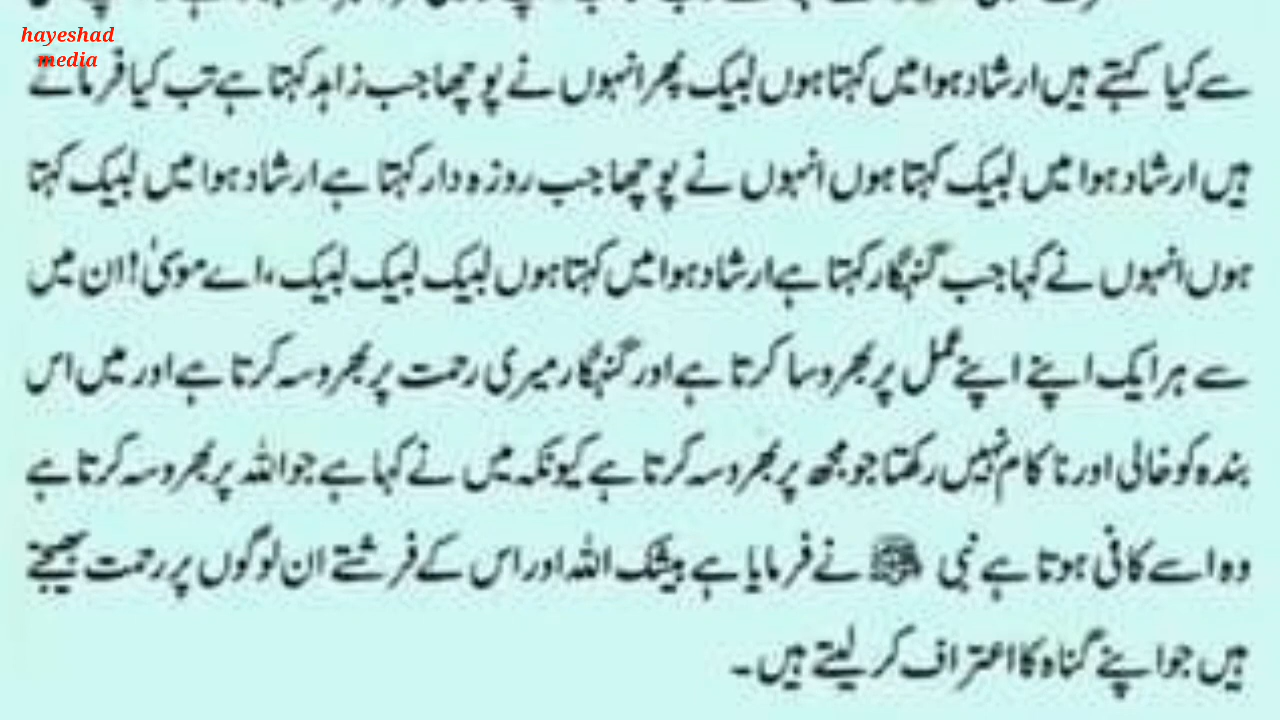 hayeshad
media
سے کیا کہتے ہیں ارشاد ہوا میں کہتا ہوں لبیک پھر انہوں نے پوچھا جب زاہد کہتا ہے تب کیا فرماتے
ہیں ارشاد ہوا میں لبیک کہتا ہوں انہوں نے پوچھا جب روزہ دار کہتا ہے ارشاد ہوا میں لبیک کہتا
ہوں انہوں نے کہا جب گنہگار کہتا ہے ارشاد ہوا میں کہتا ہوں لبیک لبیک لبیک ،اے موسیٰ! ان میں
سے ہر ایک اپنے اپنے عمل پر بھروسا کرتا ہے اور گنہگار میری رحمت پر بھروسہ کرتا ہے اور میں اس
بندہ کو خالی اور ناکام نہیں رکھتا جو مجھ پر بھروسہ کرتا ہے کیونکہ میں نے کہا ہے جو اللہ پر بھروسہ کرتا ہے
وہ اسے کافی ہوتا ہے نبی ﷺ نے فرمایا ہے بیشک اللہ اور اس کے فرشتے ان لوگوں پر رحمت بھیجتے
ہیں جو اپنے گناہ کا اعتراف کر لیتے ہیں۔